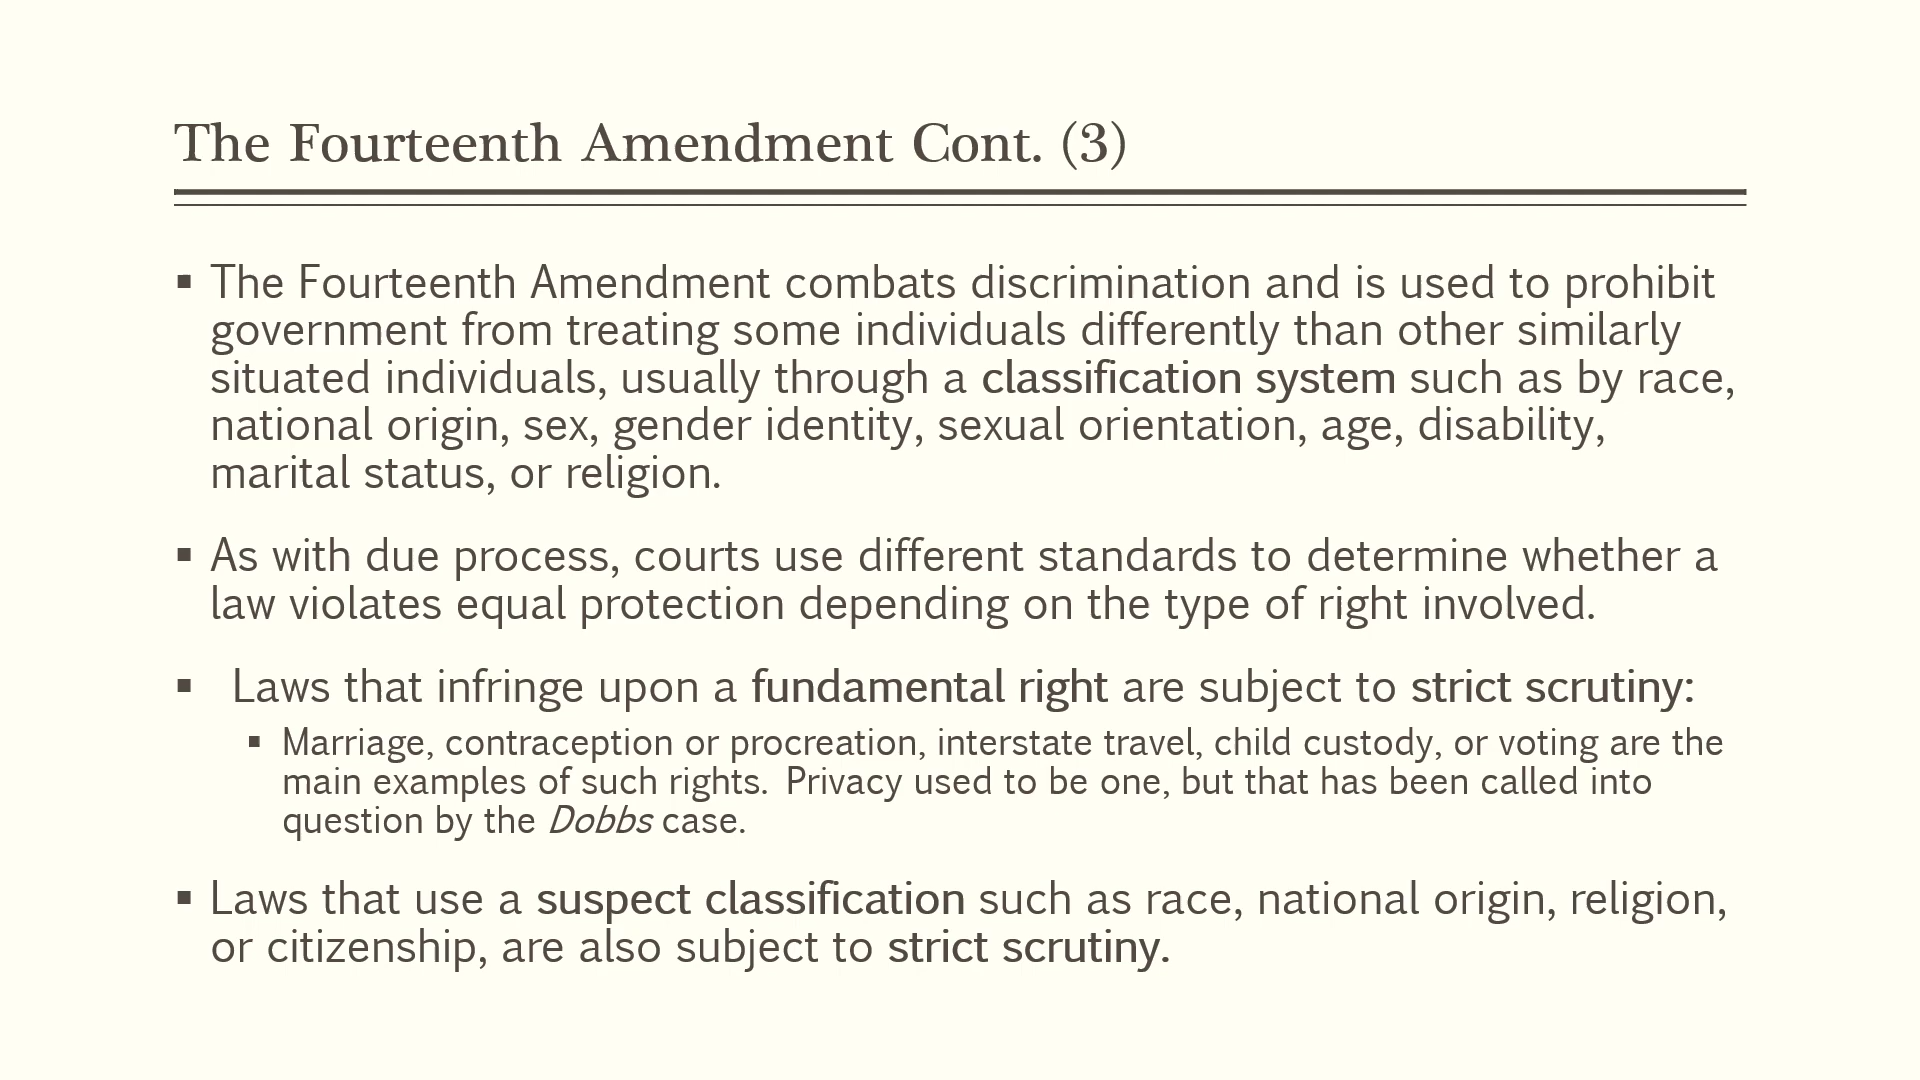 The Fourteenth Amendment Cont. (3)
▪ The Fourteenth Amendment combats discrimination and is used to prohibit
government from treating some individuals differently than other similarly
situated individuals, usually through a classification system such as by race,
national origin, sex, gender identity, sexual orientation, age, disability,
marital status, or religion.
▪ As with due process, courts use different standards to determine whether a
law violates equal protection depending on the type of right involved.
▪ Laws that infringe upon a fundamental right are subject to strict scrutiny:
▪ Marriage, contraception or procreation, interstate travel, child custody, or voting are the
main examples of such rights.  Privacy used to be one, but that has been called into
question by the Dobbs case.
▪ Laws that use a suspect classification such as race, national origin, religion,
or citizenship, are also subject to strict scrutiny.